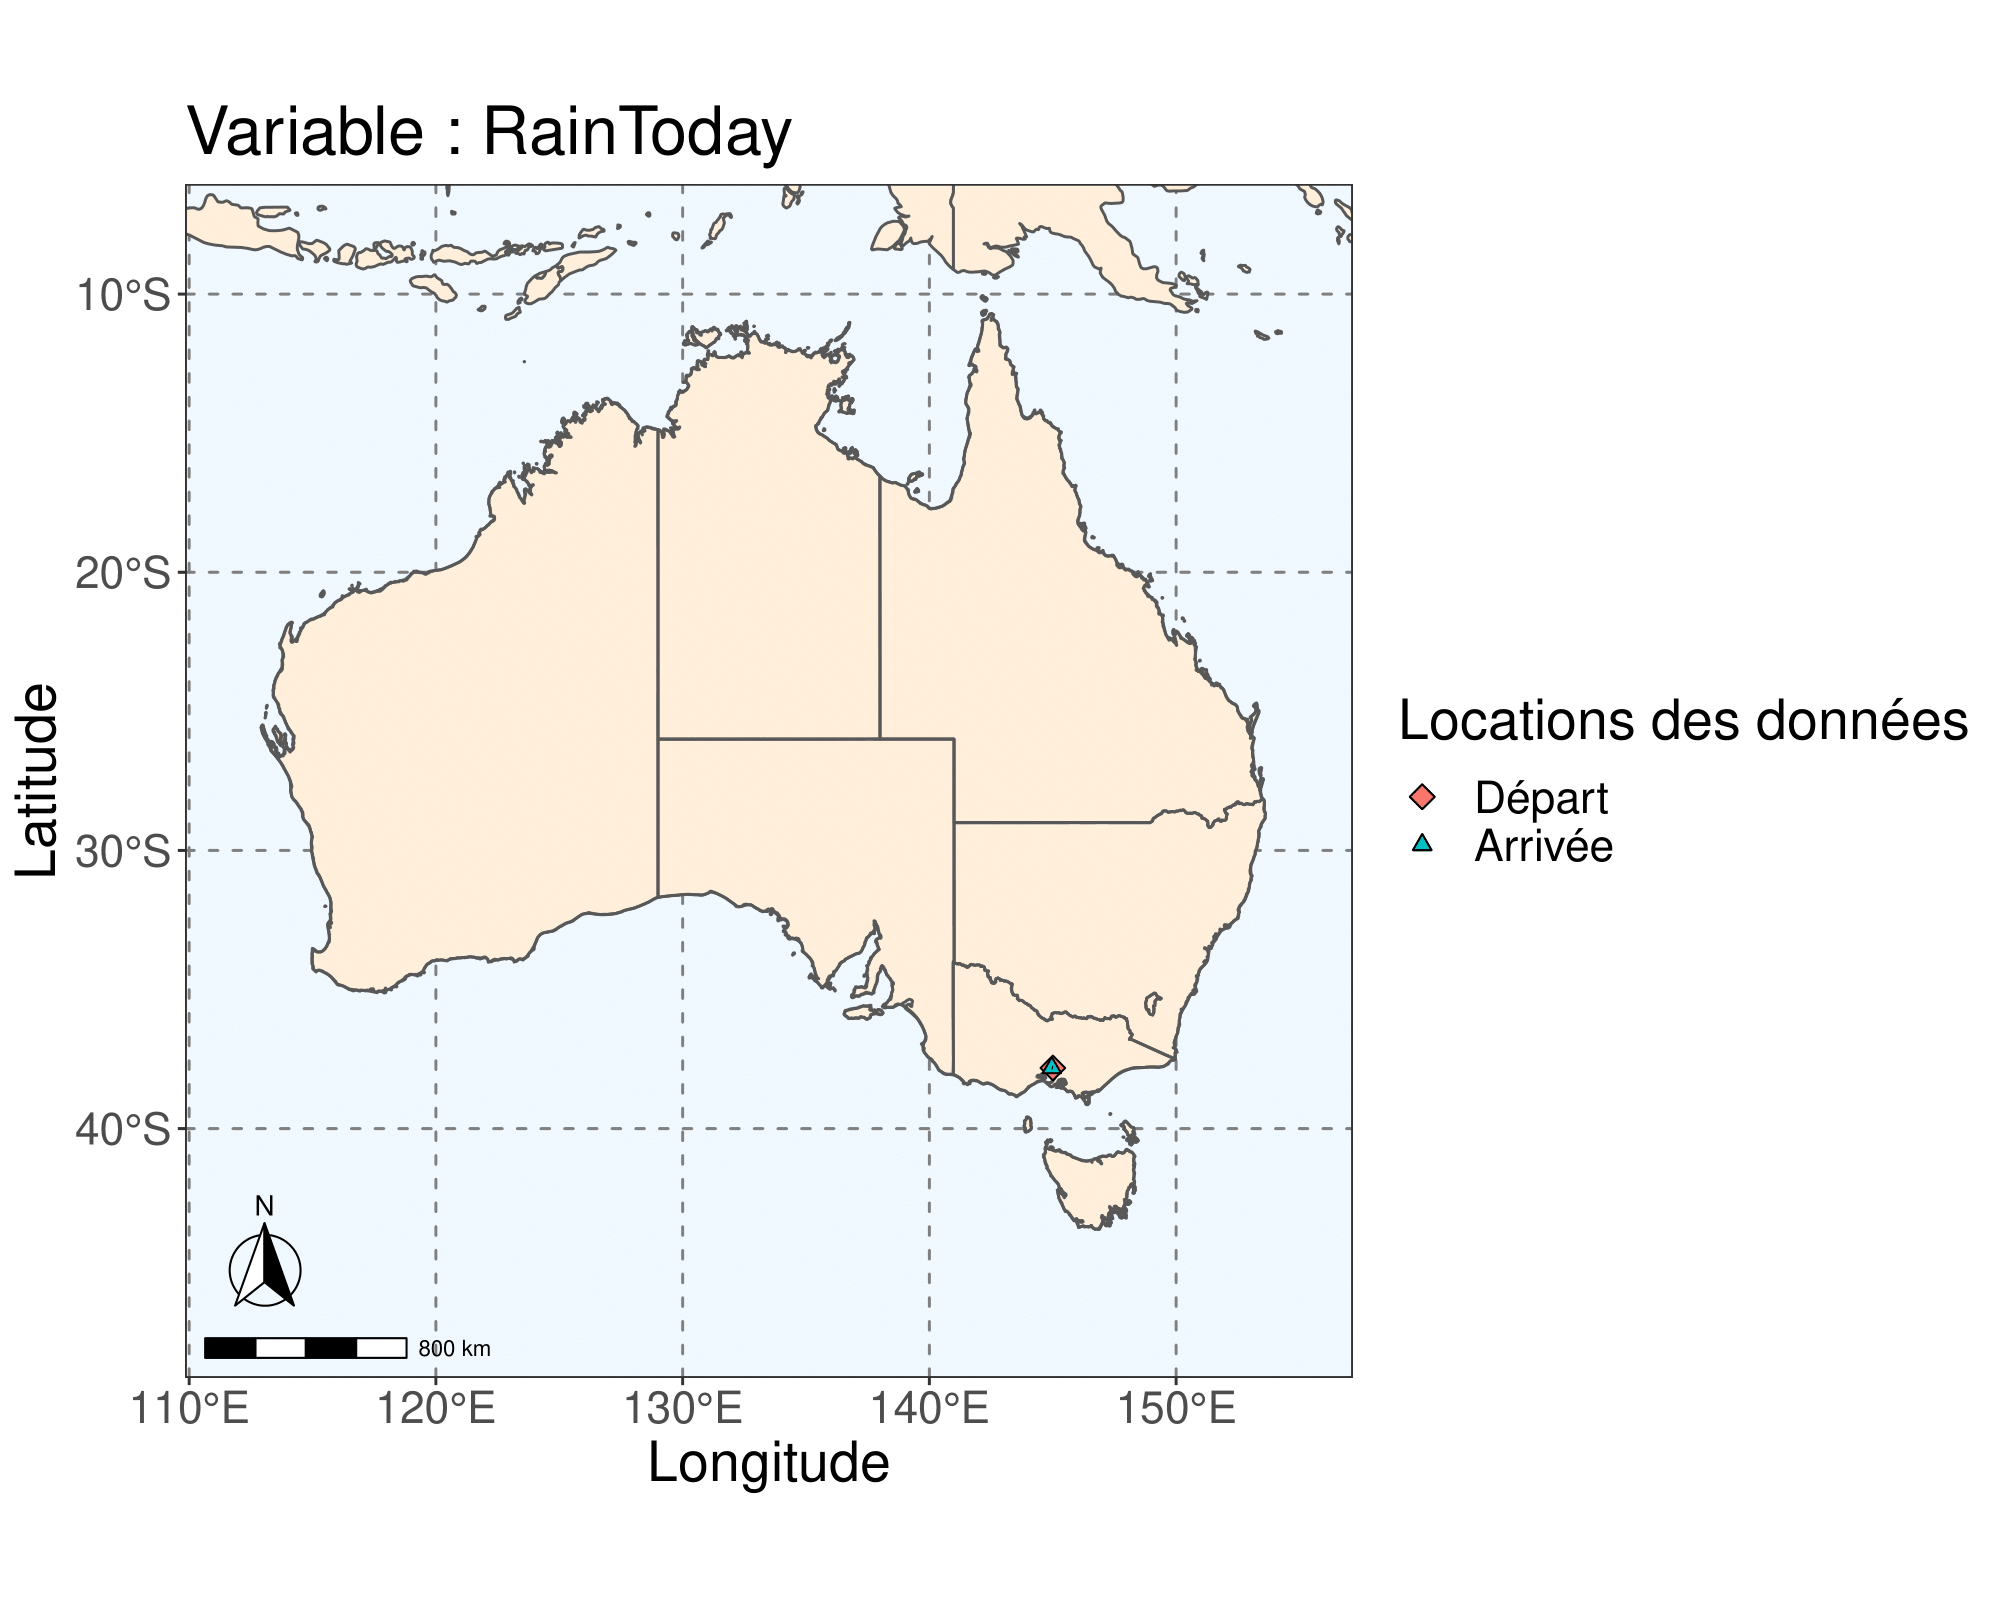 Variable : RainToday
10°S
20°S
30°S
40°S
Latitude
N
800 km
110°E
120°E
130°E
140°E
150°E
Longitude
Locations des données
Départ
Arrivée